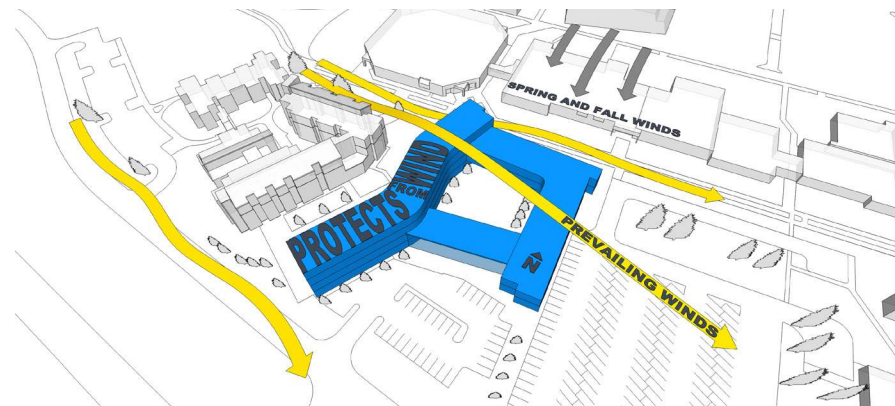 SPRING AND FALL WINDS
PROTECTS
FROM
WIND
PREVAILING WINDS
N